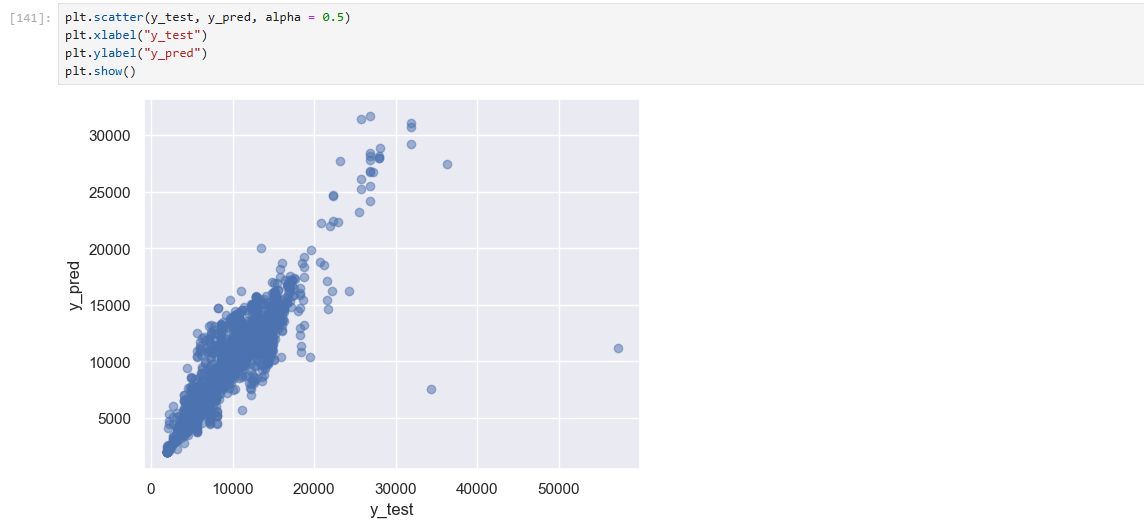 [141]:
plt.scatter(y_test, y_pred, alpha = 0.5)
plt.xlabel("y_test")
plt.ylabel("y_pred")
plt.show()
30000
25000
20000
15000
10000
5000
y_pred
0 10000 20000 30000 40000 50000
y_test